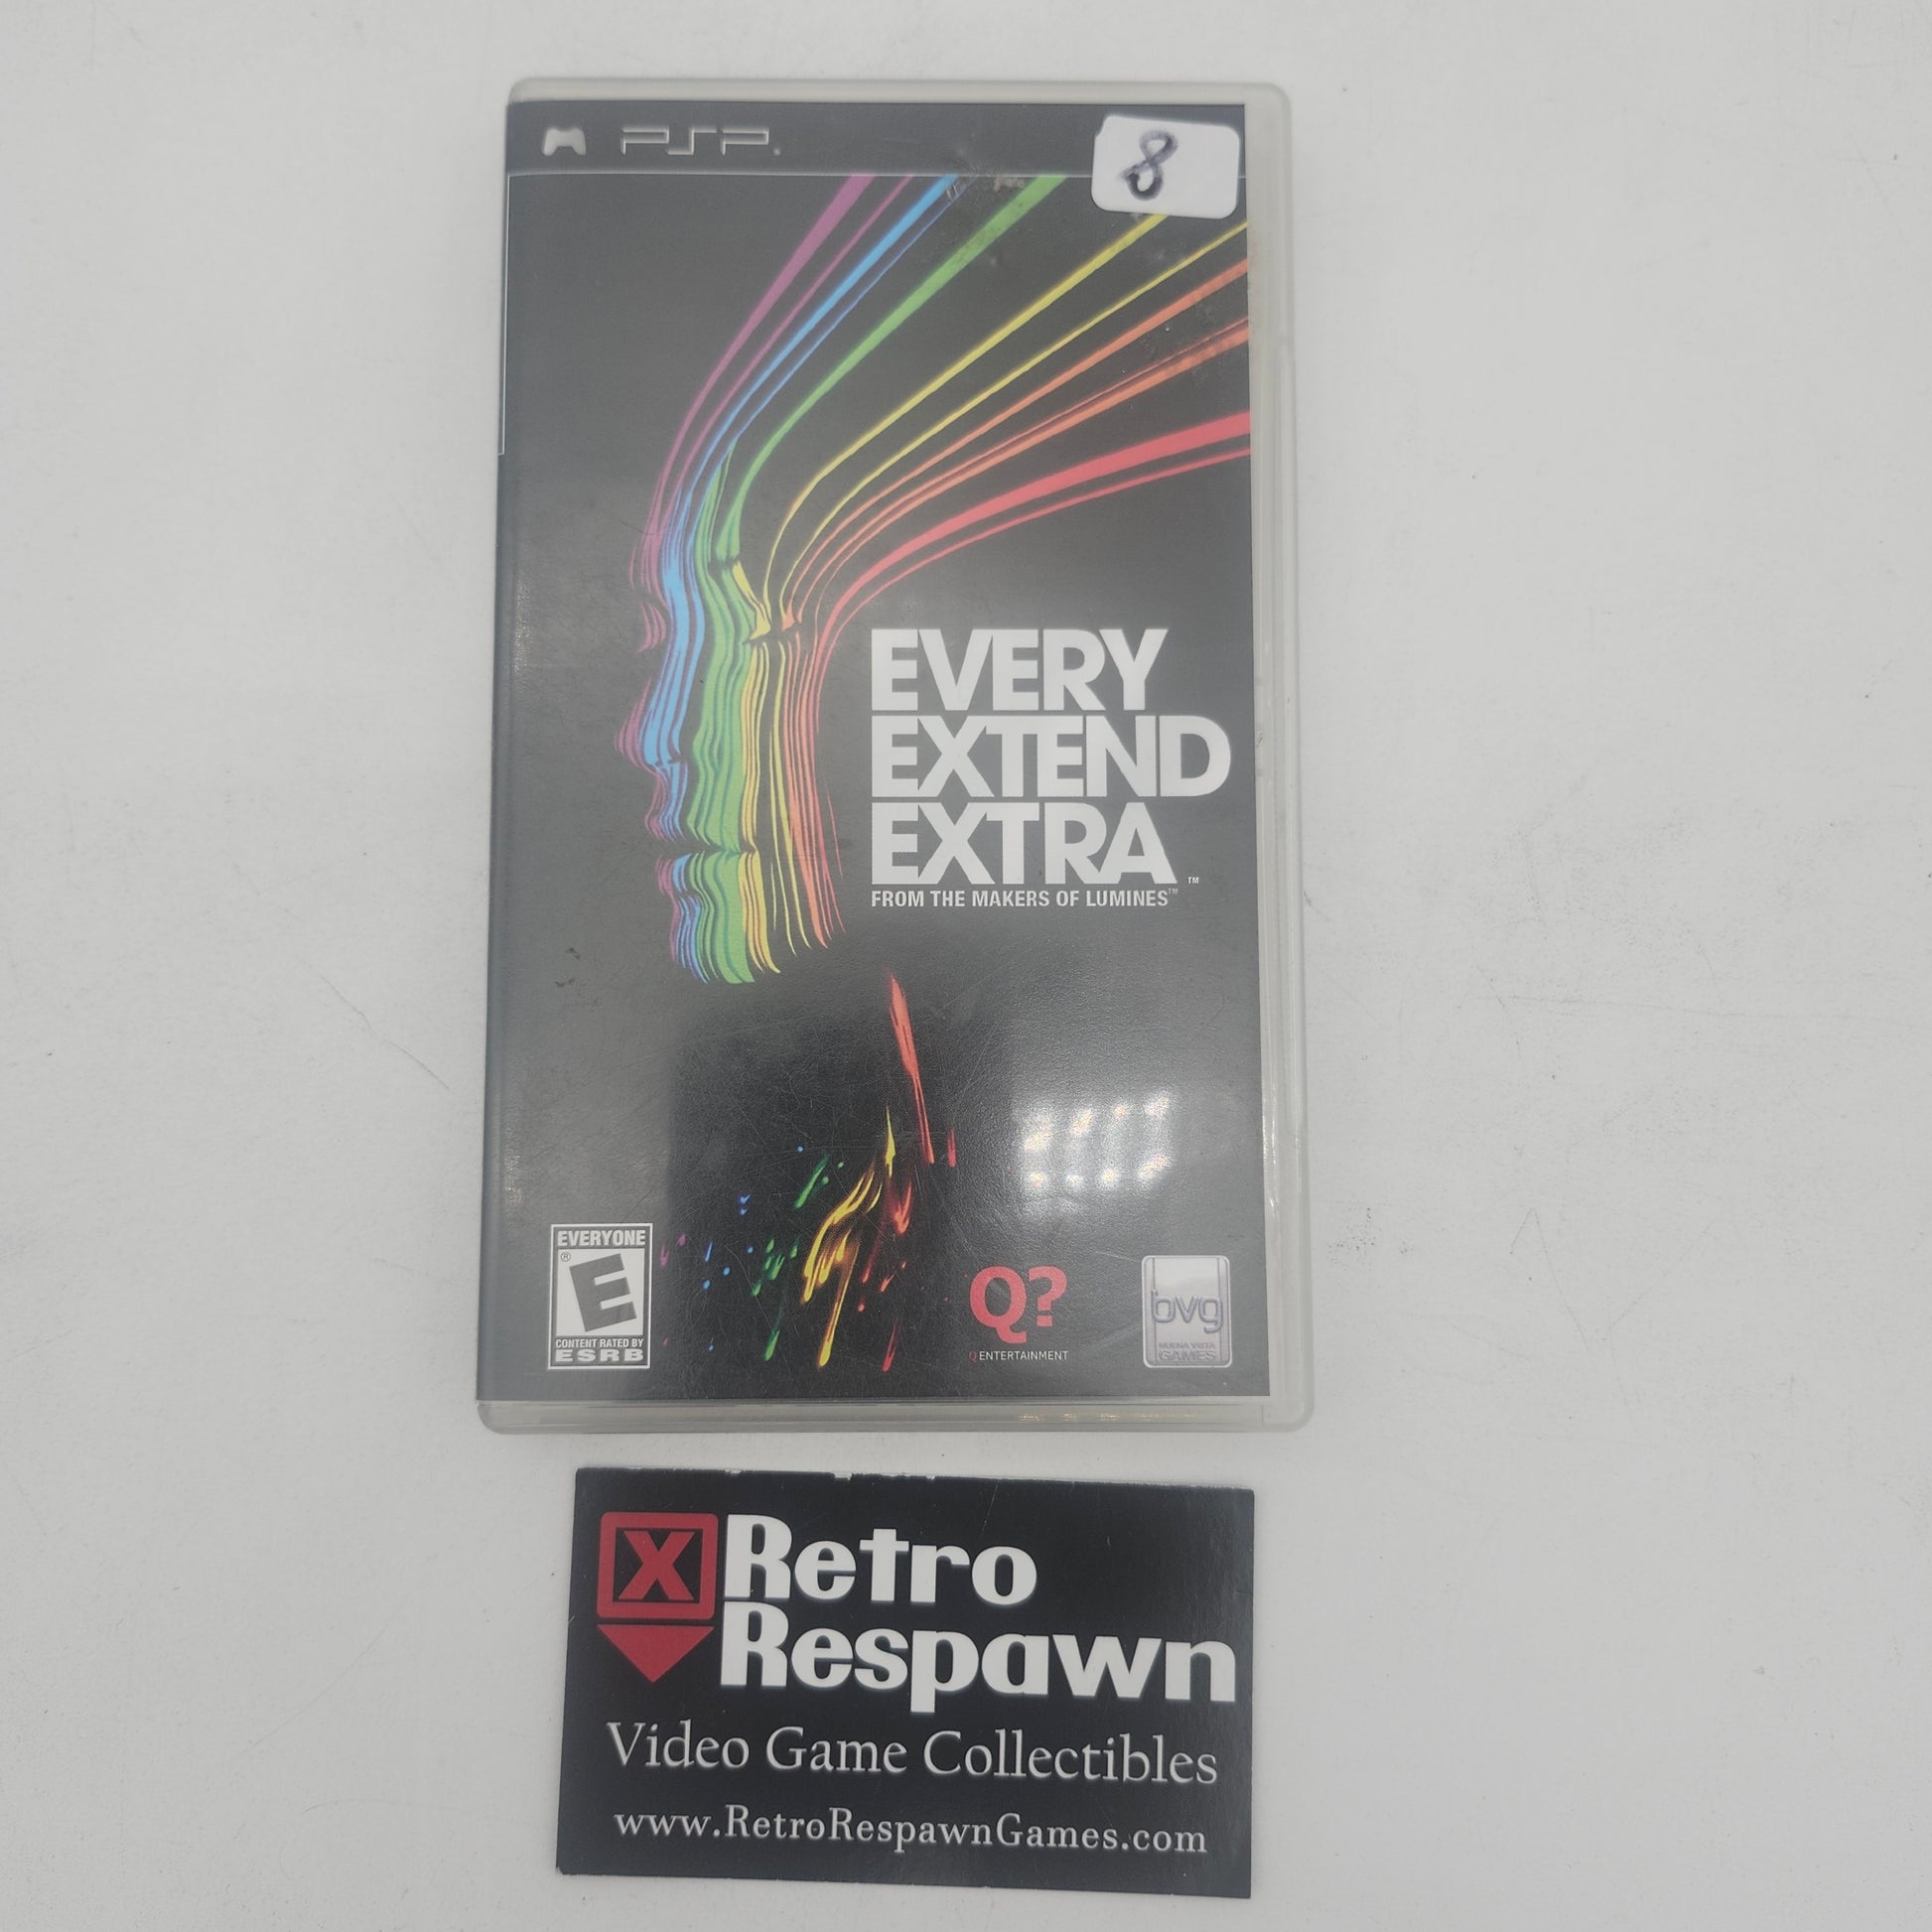 PSP.
8
EVERY
EXTEND
EXTRA™
FROM THE MAKERS OF LUMINES™
EVERYONE
E®
CONTENT RATED BY
ESRB
Q?
Q ENTERTAINMENT
bvg
BUENA VISTA
GAMES
X Retro
Respawn
Video Game Collectibles
www.RetroRespawnGames.com